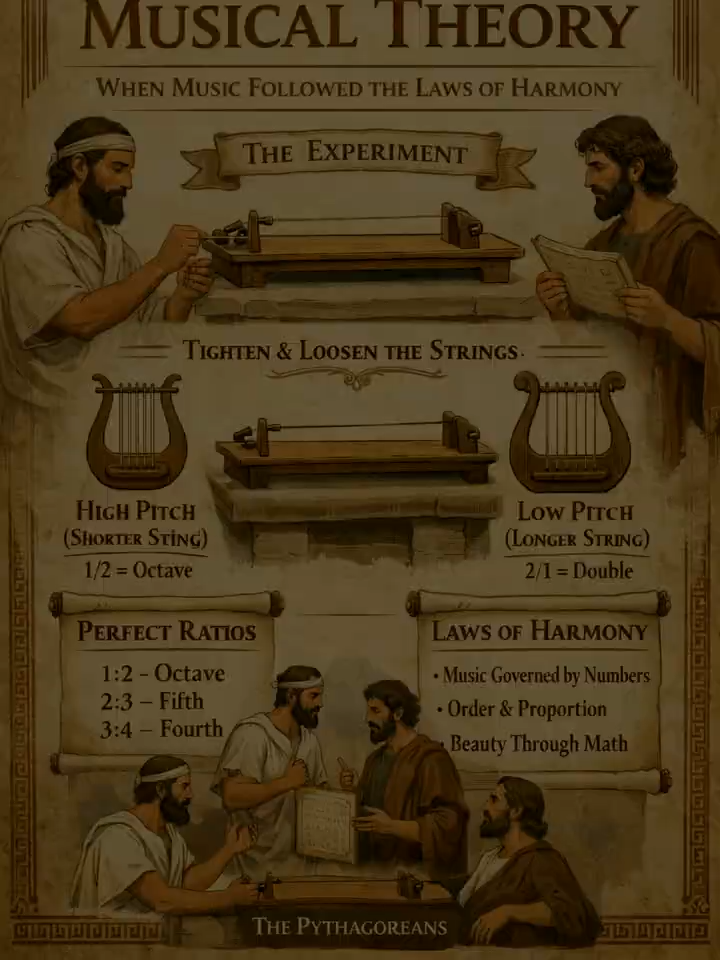 MUSICAL THEORY
WHEN MUSIC FOLLOWED THE LAWS OF HARMONY
THE EXPERIMENT
TIGHTEN & LOOSEN THE STRINGS.
HIGH PITCH
(SHORTER STING)
1/2 = Octave
LOW PITCH
(LONGER STRING)
2/1 = Double
PERFECT RATIOS
1:2 - Octave
2:3 – Fifth
3:4 – Fourth
LAWS OF HARMONY
• Music Governed by Numbers
• Order & Proportion
Beauty Through Math
THE PYTHAGOREANS